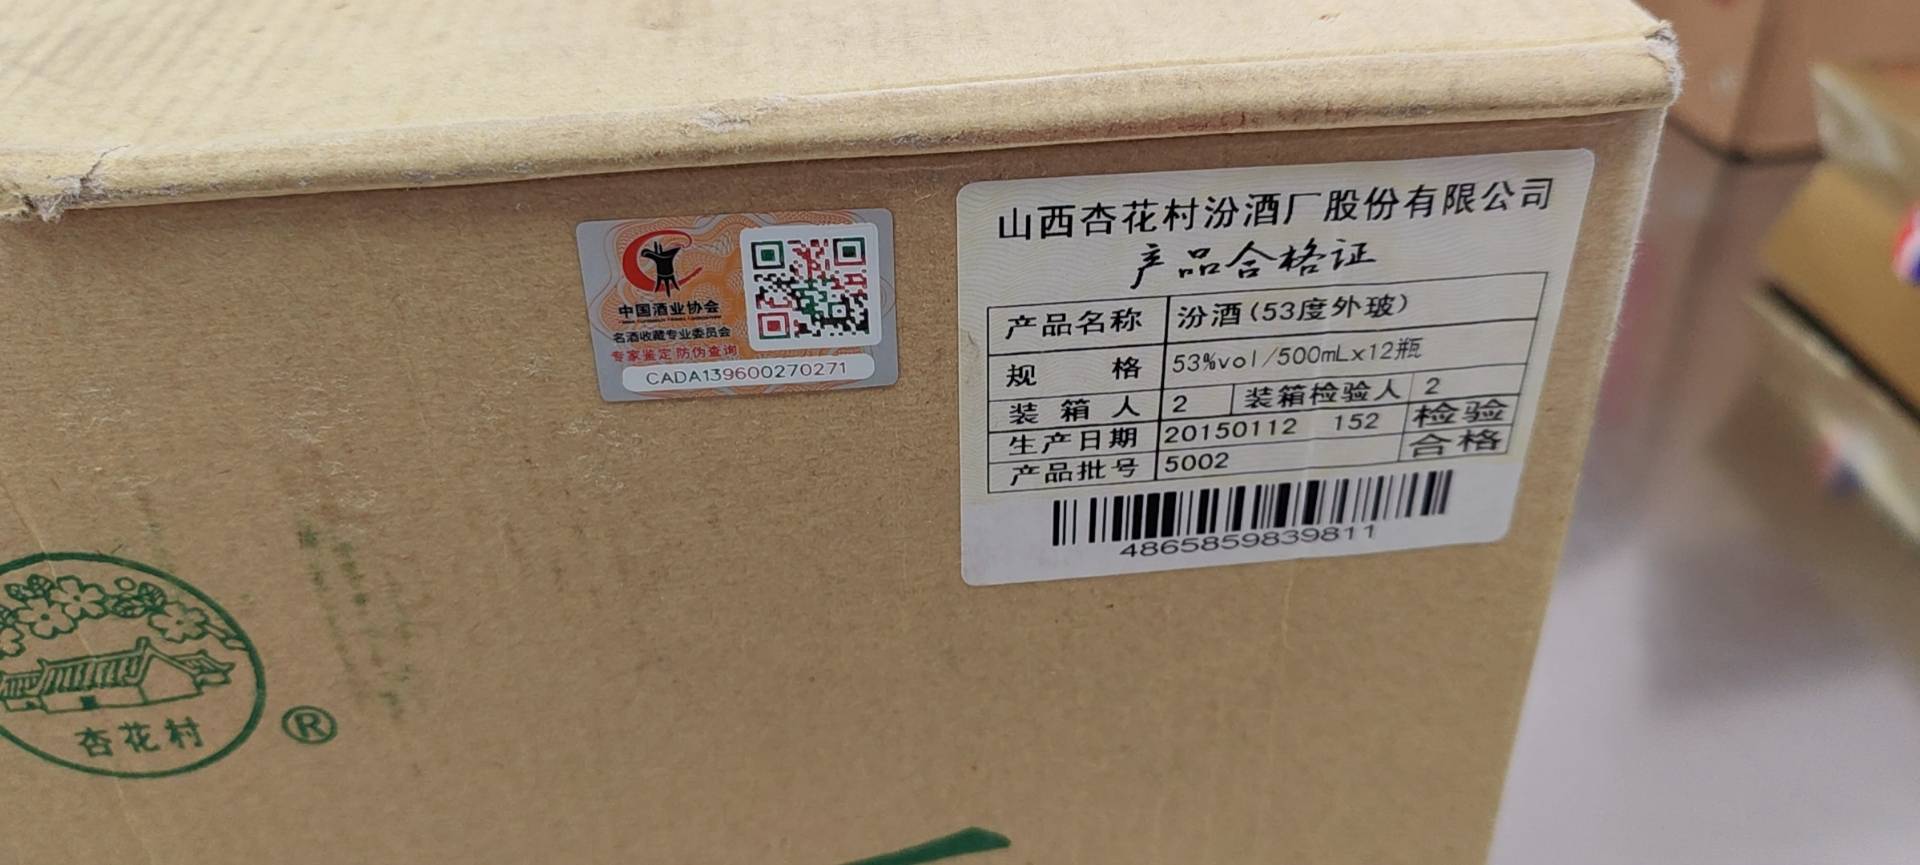 中国酒业协会
名酒收藏专业委员会
专家鉴定 防伪查询
CADA139600270271
山西杏花村汾酒厂股份有限公司
产品合格证
产品名称 汾酒(53度外玻)
规 格 53%vol/500mLx12瓶
装 箱 人 2 装箱检验人 2
生产日期 20150112 152 检验
产品批号 5002 合格
4865859839811
杏花村
®